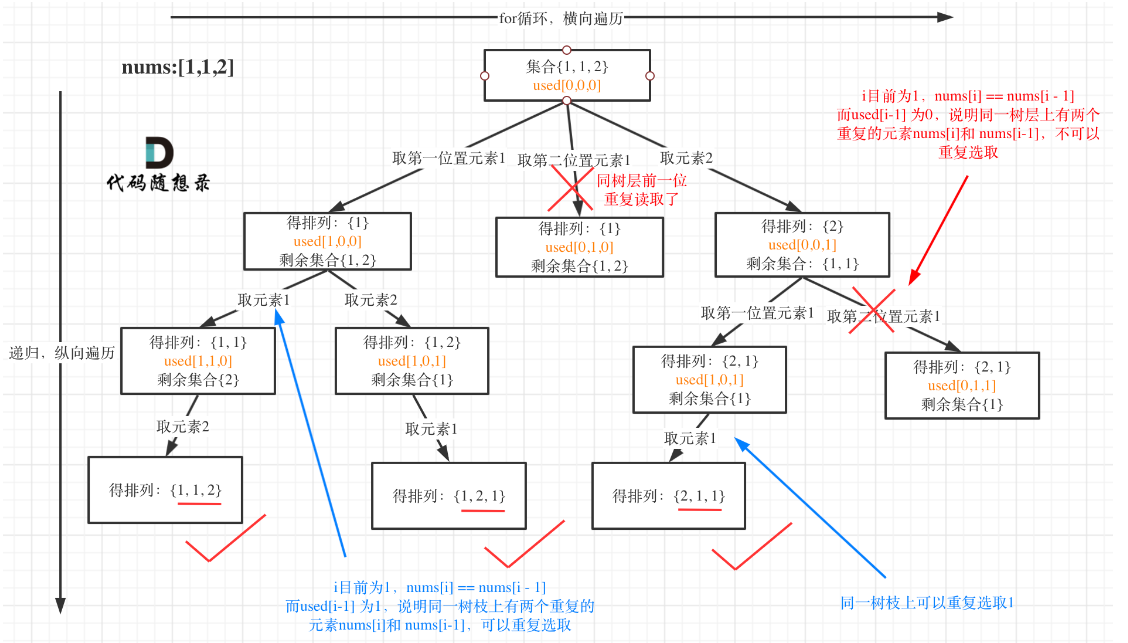 for循环，横向遍历
nums:[1,1,2]
集合{1, 1, 2}
used[0,0,0]
i目前为1，nums[i] == nums[i - 1]
而used[i-1] 为0，说明同一树层上有两个
重复的元素nums[i]和 nums[i-1]，不可以
重复选取
代码随想录
取第一位置元素1
取第二位置元素1
取元素2
同树层前一位
重复读取了
得排列：{1}
used[1,0,0]
剩余集合{1, 2}
得排列：{1}
used[0,1,0]
剩余集合{1, 2}
得排列：{2}
used[0,0,1]
剩余集合：{1, 1}
取元素1
取元素2
取第一位置元素1
取第二位置元素1
递归，纵向遍历
得排列：{1, 1}
used[1,1,0]
剩余集合{2}
得排列：{1, 2}
used[1,0,1]
剩余集合{1}
得排列：{2, 1}
used[1,0,1]
剩余集合{1}
得排列：{2, 1}
used[0,1,1]
剩余集合{1}
取元素2
取元素1
取元素1
得排列：{1, 1, 2}
得排列：{1, 2, 1}
得排列：{2, 1, 1}
i目前为1，nums[i] == nums[i - 1]
而used[i-1] 为1，说明同一树枝上有两个重复的
元素nums[i]和 nums[i-1]，可以重复选取
同一树枝上可以重复选取1